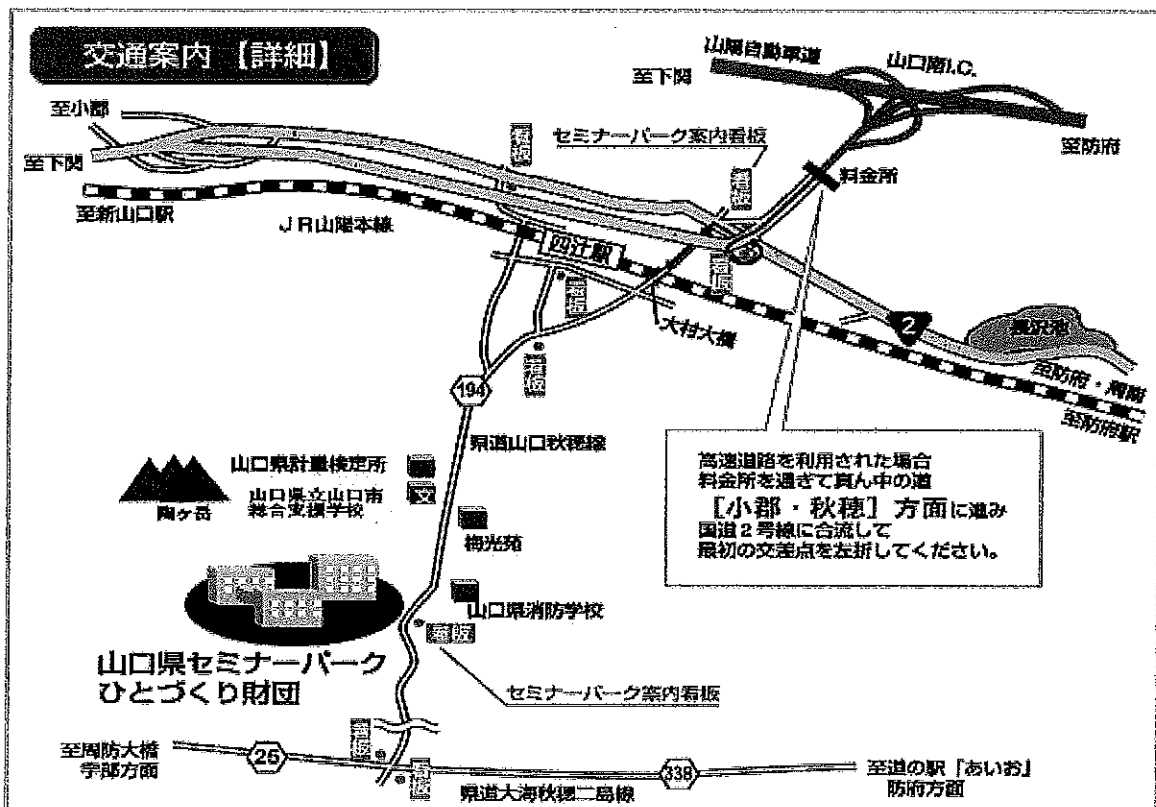 交通案内【詳細】
山陽自動車道
山口南I.C.
至下関
至小郡
至防府
セミナーパーク案内看板
看板
看板
料金所
至下関
至新山口駅
JR山陽本線
四辻駅
看板
看板
大村大橋
2
長沢池
看板
至防府・周南
至防府駅
194
県道山口秋穂線
高速道路を利用された場合
料金所を過ぎて真ん中の道
[小郡・秋穂]方面に進み
国道2号線に合流して
最初の交差点を左折してください。
山口県計量検定所
陶ヶ岳
山口県立山口南
総合支援学校
文
梅光苑
山口県消防学校
看板
山口県セミナーパーク
ひとづくり財団
セミナーパーク案内看板
看板
至周防大橋
宇部方面
25
看板
338
県道大海秋穂二島線
至道の駅「あいお」
防府方面